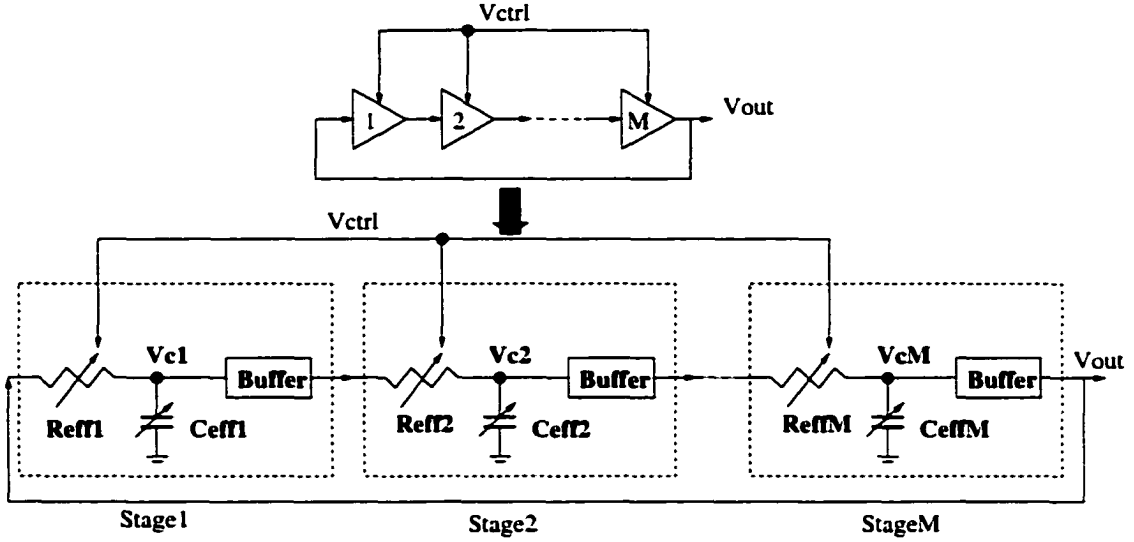 Vctrl
1
2
M
Vout
Vctrl
Vc1
Buffer
Reff1
Ceff1
Vc2
Buffer
Reff2
Ceff2
VcM
Buffer
ReffM
CeffM
Vout
Stage1
Stage2
StageM